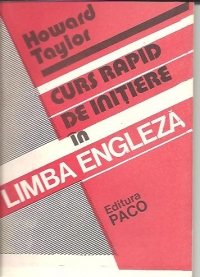 Howard
Taylor
CURS RAPID
DE INIȚIERE
în
LIMBA ENGLEZĂ
Editura
PACO